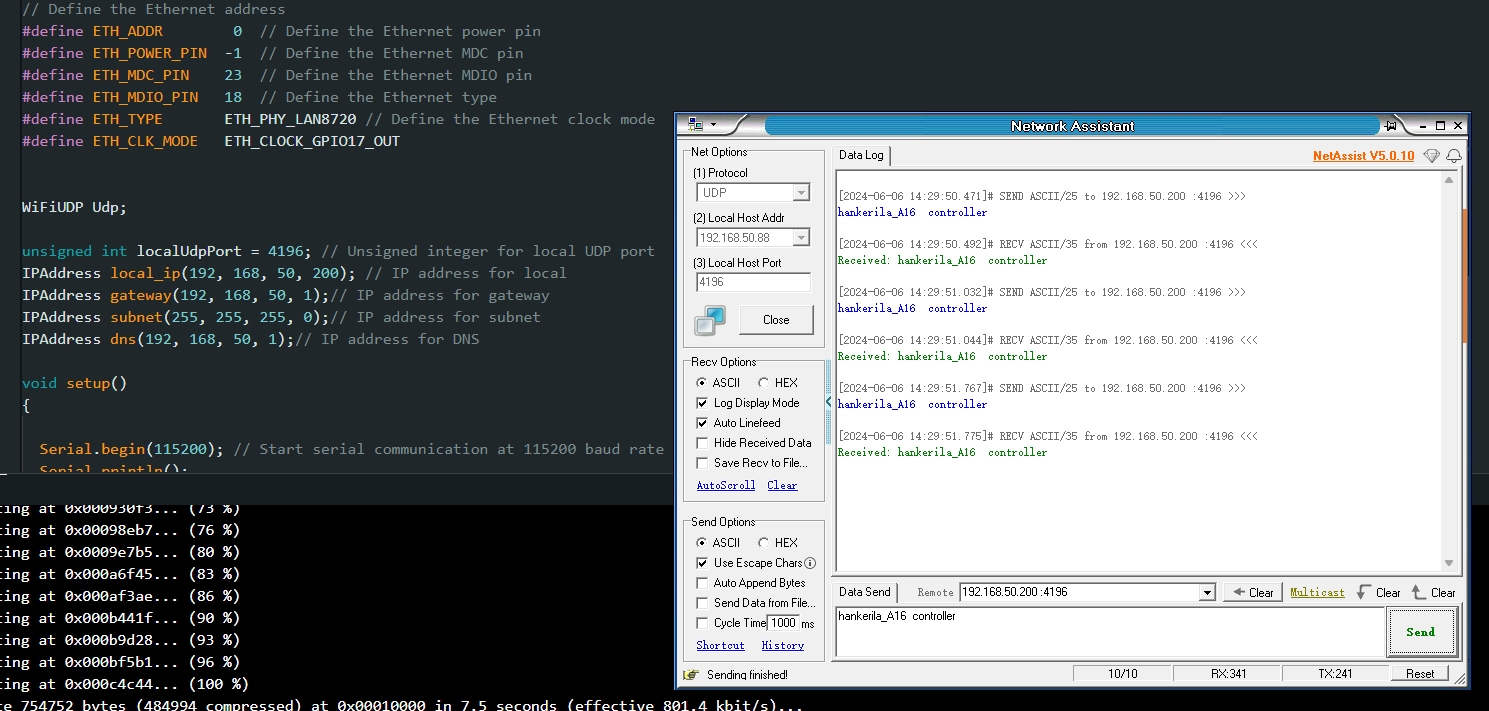 // Define the Ethernet address
#define ETH_ADDR        0  // Define the Ethernet power pin
#define ETH_POWER_PIN  -1  // Define the Ethernet MDC pin
#define ETH_MDC_PIN    23  // Define the Ethernet MDIO pin
#define ETH_MDIO_PIN   18  // Define the Ethernet type
#define ETH_TYPE       ETH_PHY_LAN8720 // Define the Ethernet clock mode
#define ETH_CLK_MODE   ETH_CLOCK_GPIO17_OUT
WiFiUDP Udp;
unsigned int localUdpPort = 4196; // Unsigned integer for local UDP port
IPAddress local_ip(192, 168, 50, 200); // IP address for local
IPAddress gateway(192, 168, 50, 1);// IP address for gateway
IPAddress subnet(255, 255, 255, 0);// IP address for subnet
IPAddress dns(192, 168, 50, 1);// IP address for DNS
void setup()
{
Serial.begin(115200); // Start serial communication at 115200 baud rate
Serial.println();
ting at 0x000930f3... (73 %)
ting at 0x00098eb7... (76 %)
ting at 0x0009e7b5... (80 %)
ting at 0x000a6f45... (83 %)
ting at 0x000af3ae... (86 %)
ting at 0x000b441f... (90 %)
ting at 0x000b9d28... (93 %)
ting at 0x000bf5b1... (96 %)
ting at 0x000c4c44... (100 %)
te 754752 bytes (484994 compressed) at 0x00010000 in 7.5 seconds (effective 801.4 kbit/s)...
Network Assistant
Net Options
(1) Protocol
UDP
(2) Local Host Addr
192.168.50.88
(3) Local Host Port
4196
Close
Recv Options
ASCII HEX
Log Display Mode
Auto Linefeed
Hide Received Data
Save Recv to File...
AutoScroll Clear
Send Options
ASCII HEX
Use Escape Chars
Auto Append Bytes
Send Data from File...
Cycle Time 1000 ms
Shortcut History
Data Log
NetAssist V5.0.10
[2024-06-06 14:29:50.471]# SEND ASCII/25 to 192.168.50.200 :4196 >>>
hankerila_A16  controller
[2024-06-06 14:29:50.492]# RECV ASCII/35 from 192.168.50.200 :4196 <<<
Received: hankerila_A16  controller
[2024-06-06 14:29:51.032]# SEND ASCII/25 to 192.168.50.200 :4196 >>>
hankerila_A16  controller
[2024-06-06 14:29:51.044]# RECV ASCII/35 from 192.168.50.200 :4196 <<<
Received: hankerila_A16  controller
[2024-06-06 14:29:51.767]# SEND ASCII/25 to 192.168.50.200 :4196 >>>
hankerila_A16  controller
[2024-06-06 14:29:51.775]# RECV ASCII/35 from 192.168.50.200 :4196 <<<
Received: hankerila_A16  controller
Data Send Remote 192.168.50.200 :4196 Clear Multicast Clear Clear
hankerila_A16  controller
Send
Sending finished!
10/10
RX:341
TX:241
Reset